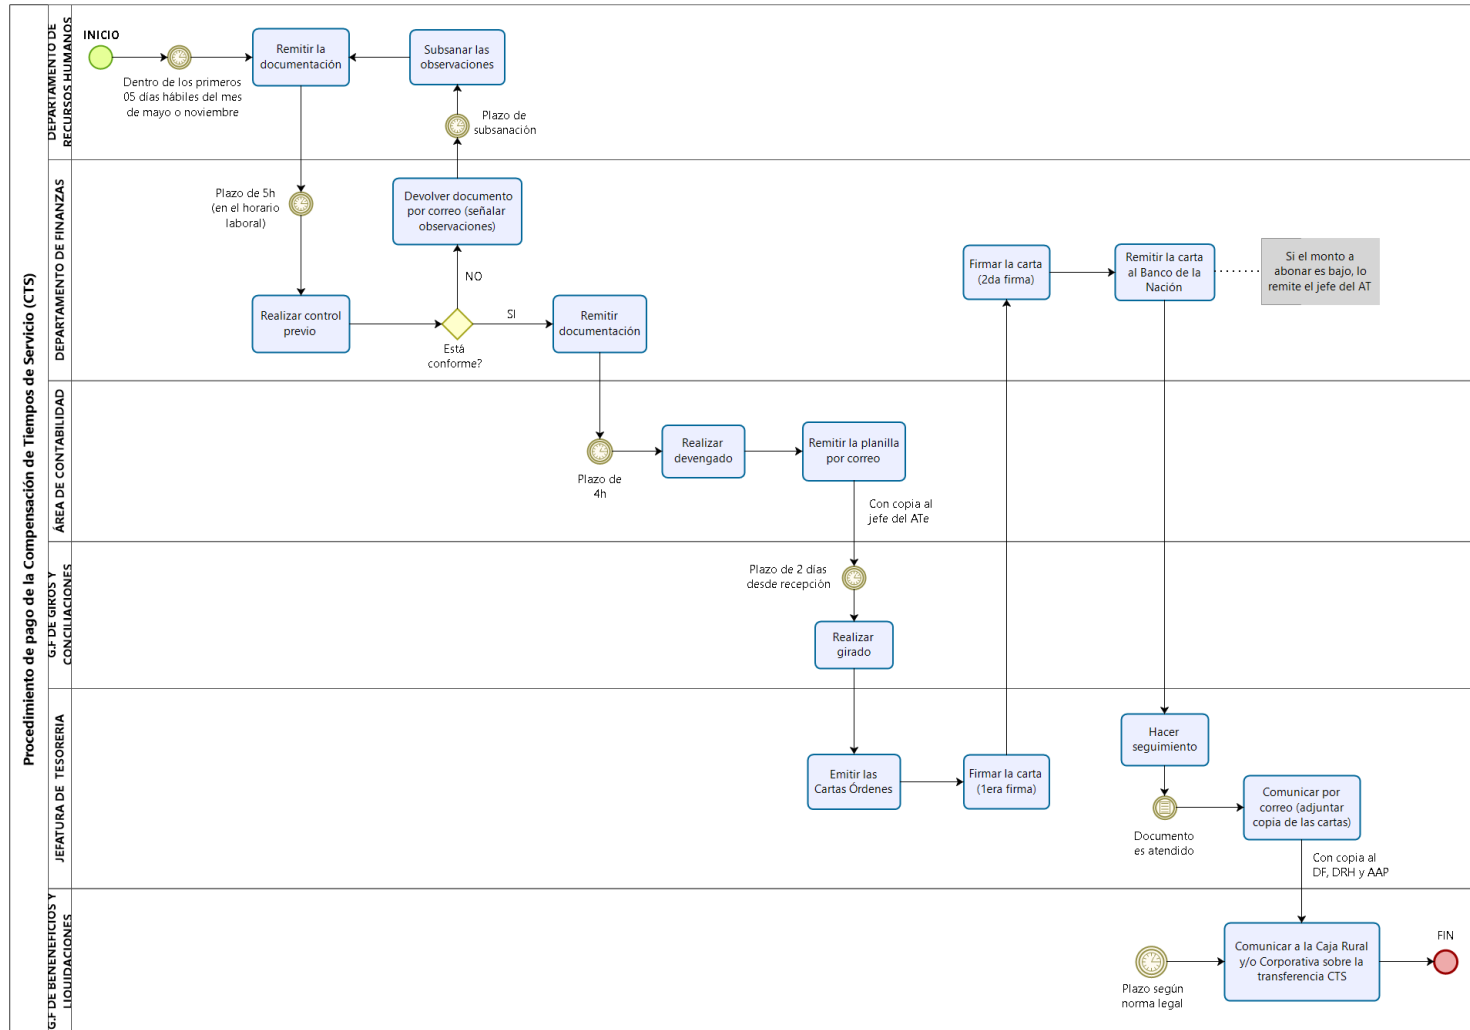 Procedimiento de pago de la Compensación de Tiempos de Servicio (CTS)
DEPARTAMENTO DE
RECURSOS HUMANOS
INICIO
Dentro de los primeros
05 días hábiles del mes
de mayo o noviembre
Remitir la
documentación
Subsanar las
observaciones
Plazo de
subsanación
DEPARTAMENTO DE FINANZAS
Plazo de 5h
(en el horario
laboral)
Devolver documento
por correo (señalar
observaciones)
NO
Realizar control
previo
Está
conforme?
SI
Remitir
documentación
Firmar la carta
(2da firma)
Remitir la carta
al Banco de la
Nación
Si el monto a
abonar es bajo, lo
remite el jefe del AT
ÁREA DE CONTABILIDAD
Plazo de
4h
Realizar
devengado
Remitir la planilla
por correo
Con copia al
jefe del ATe
G.F DE GIROS Y
CONCILIACIONES
Plazo de 2 días
desde recepción
Realizar
girado
JEFATURA DE TESORERIA
Emitir las
Cartas Órdenes
Firmar la carta
(1era firma)
Hacer
seguimiento
Documento
es atendido
Comunicar por
correo (adjuntar
copia de las cartas)
Con copia al
DF, DRH y AAP
G.F DE BENENEFICIOS Y
LIQUIDACIONES
Plazo según
norma legal
Comunicar a la Caja Rural
y/o Corporativa sobre la
transferencia CTS
FIN